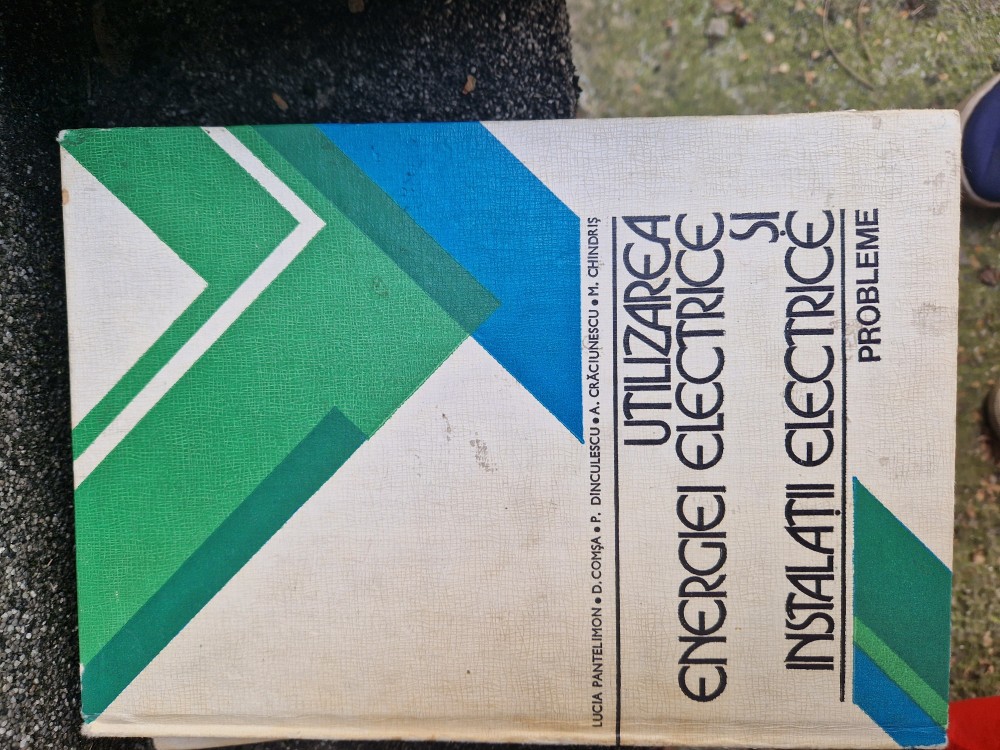 LUCIA PANTELIMON • D. COMȘA • P. DINCULESCU • A. CRĂCIUNESCU • M. CHINDRIȘ
UTILIZAREA
ENERGIEI ELECTRICE
ȘI
INSTALAȚII ELECTRICE
PROBLEME